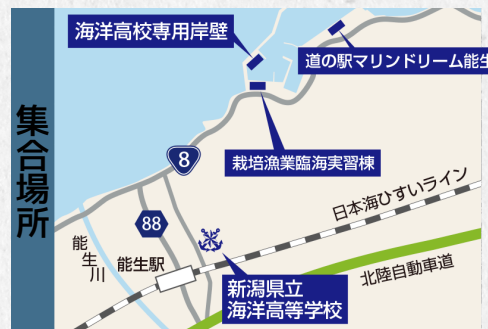 集合場所
海洋高校専用岸壁
道の駅マリンドリーム能生
栽培漁業臨海実習棟
8
日本海ひすいライン
88
能生川
能生駅
新潟県立
海洋高等学校
北陸自動車道